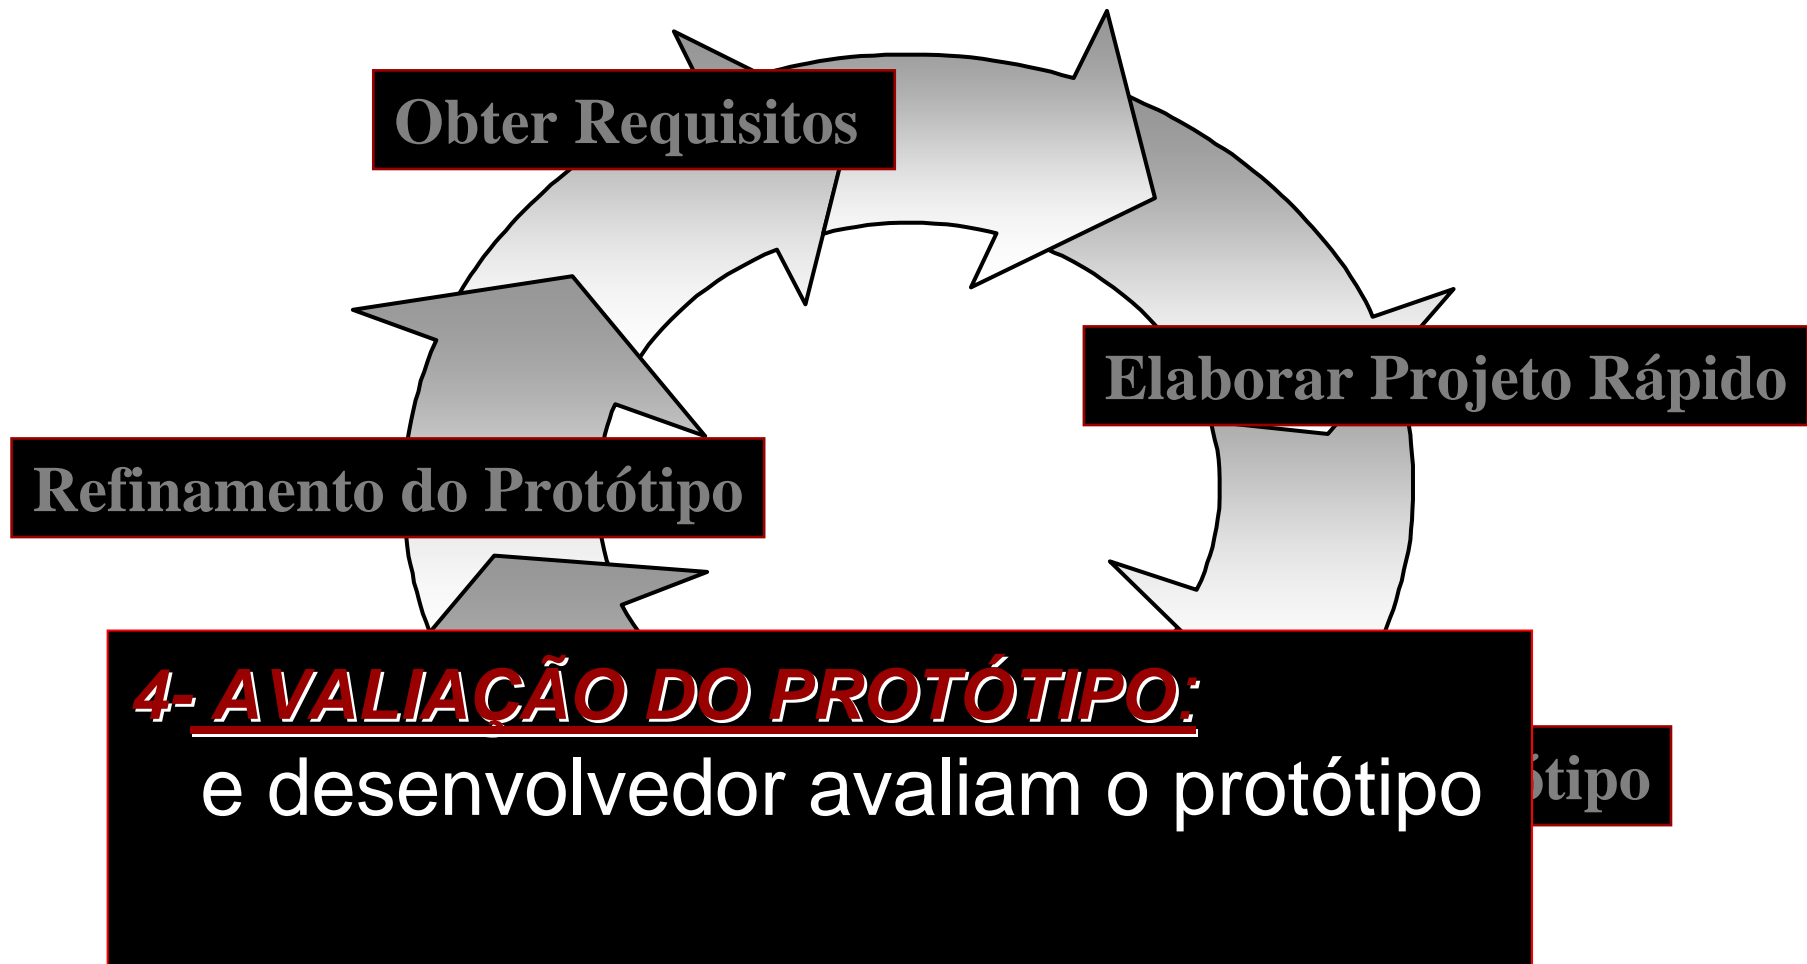 Obter Requisitos
Elaborar Projeto Rápido
Refinamento do Protótipo
4- AVALIAÇÃO DO PROTÓTIPO:
e desenvolvedor avaliam o protótipo